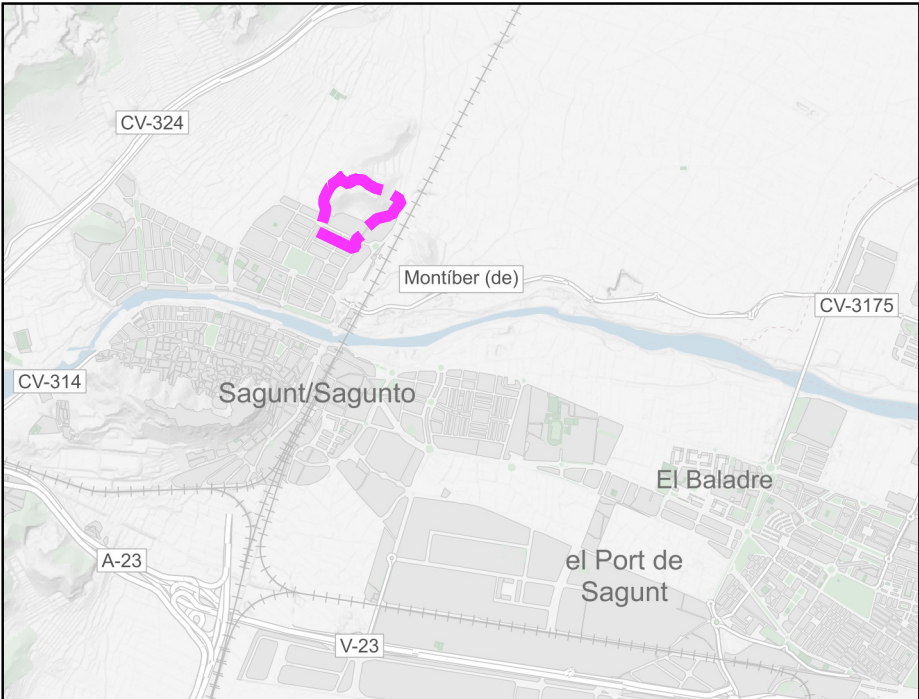 CV-324
Montíber (de)
CV-3175
CV-314
Sagunt/Sagunto
El Baladre
A-23
el Port de
Sagunt
V-23